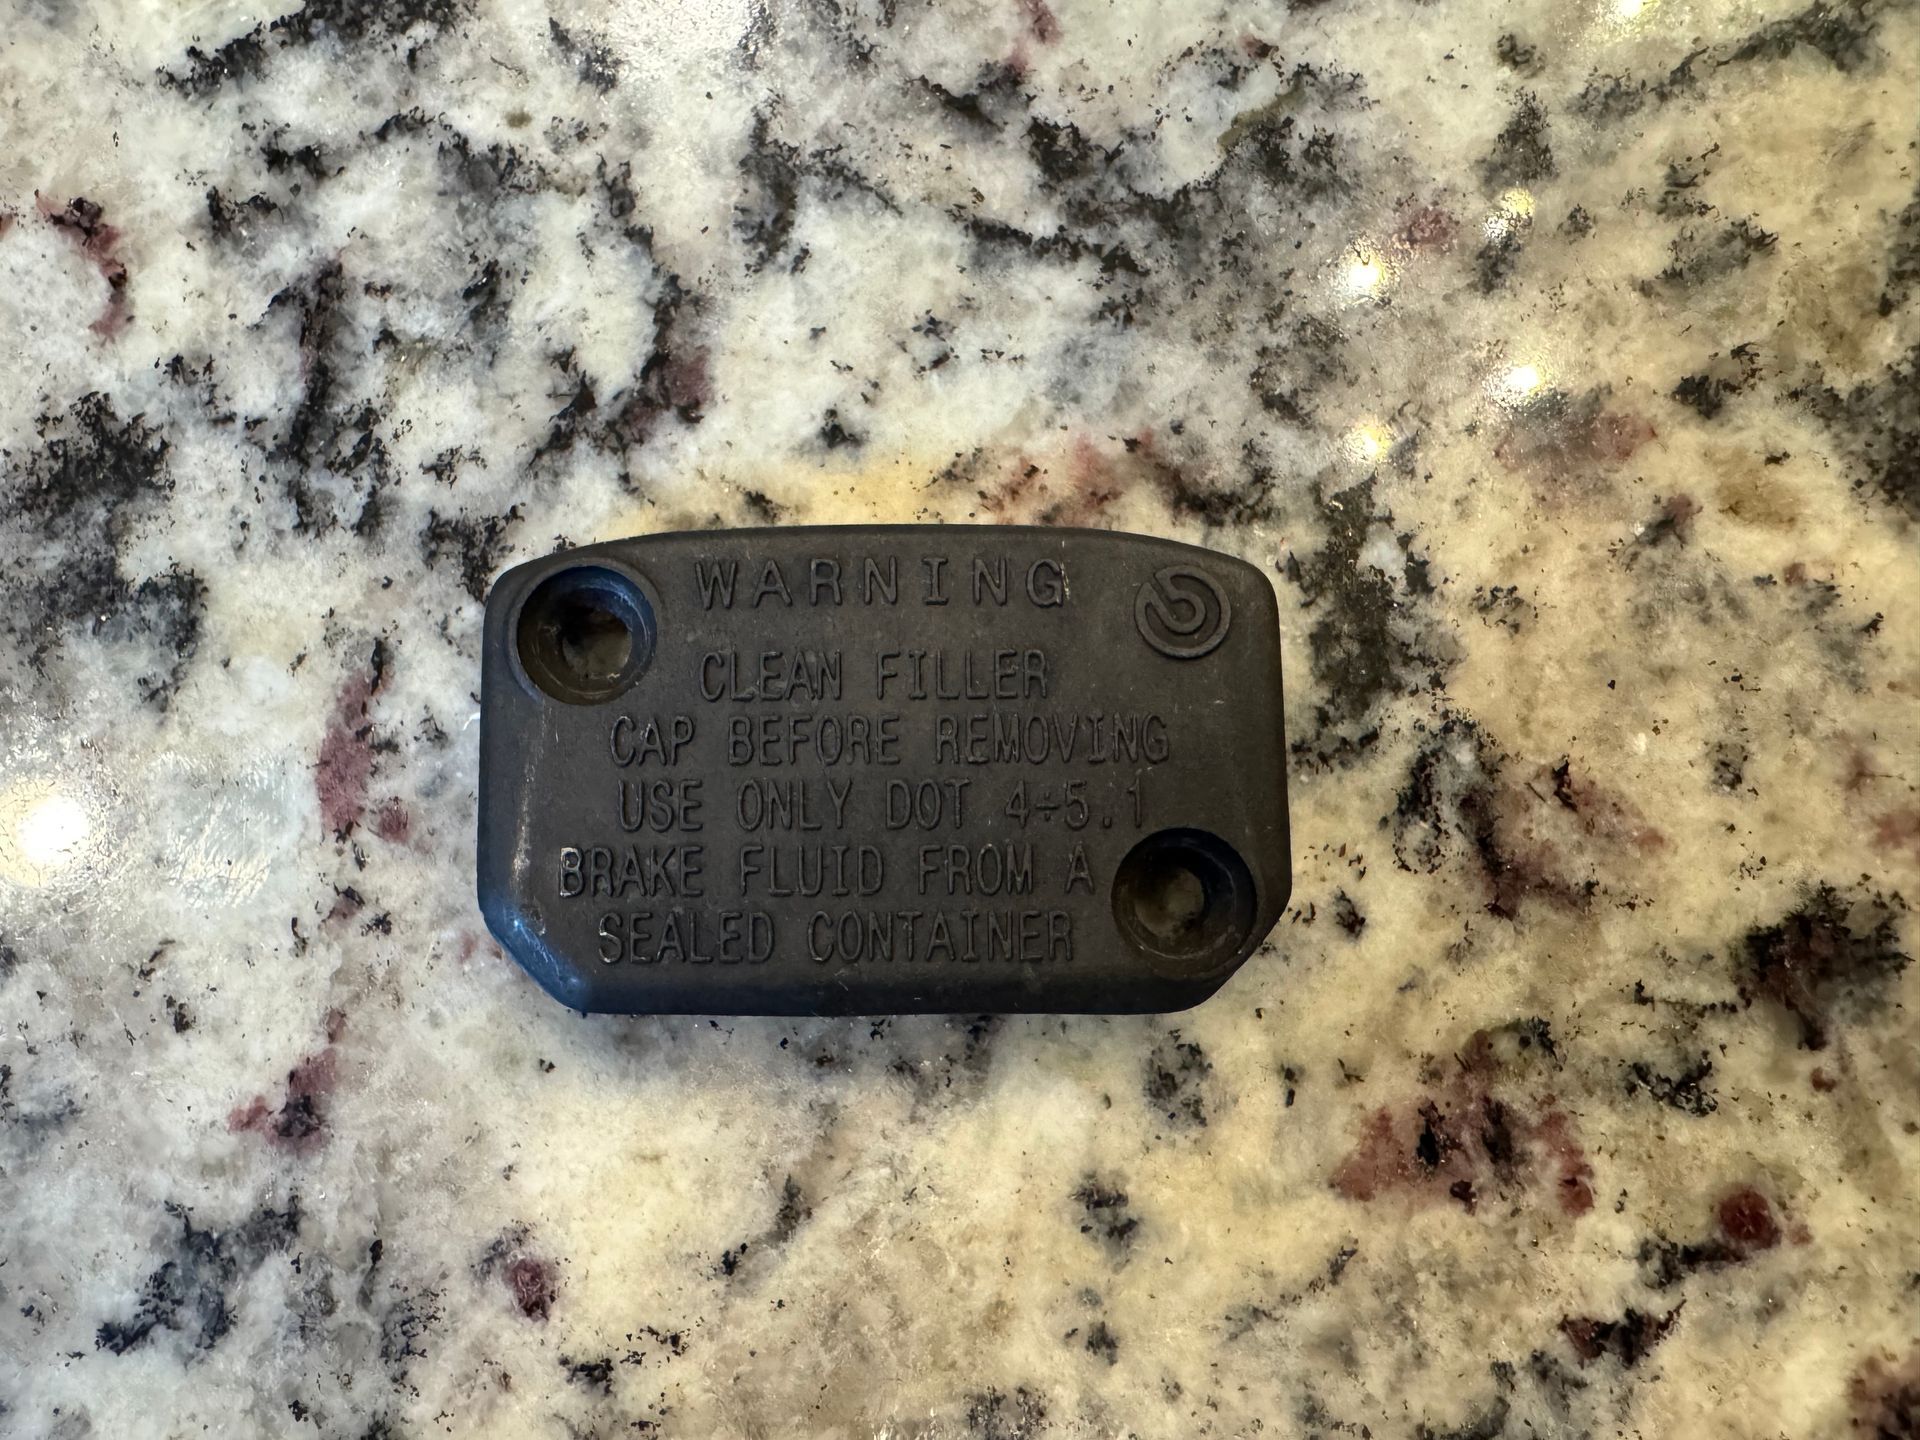 WARNING
CLEAN FILLER
CAP BEFORE REMOVING
USE ONLY DOT 4÷5.1
BRAKE FLUID FROM A
SEALED CONTAINER